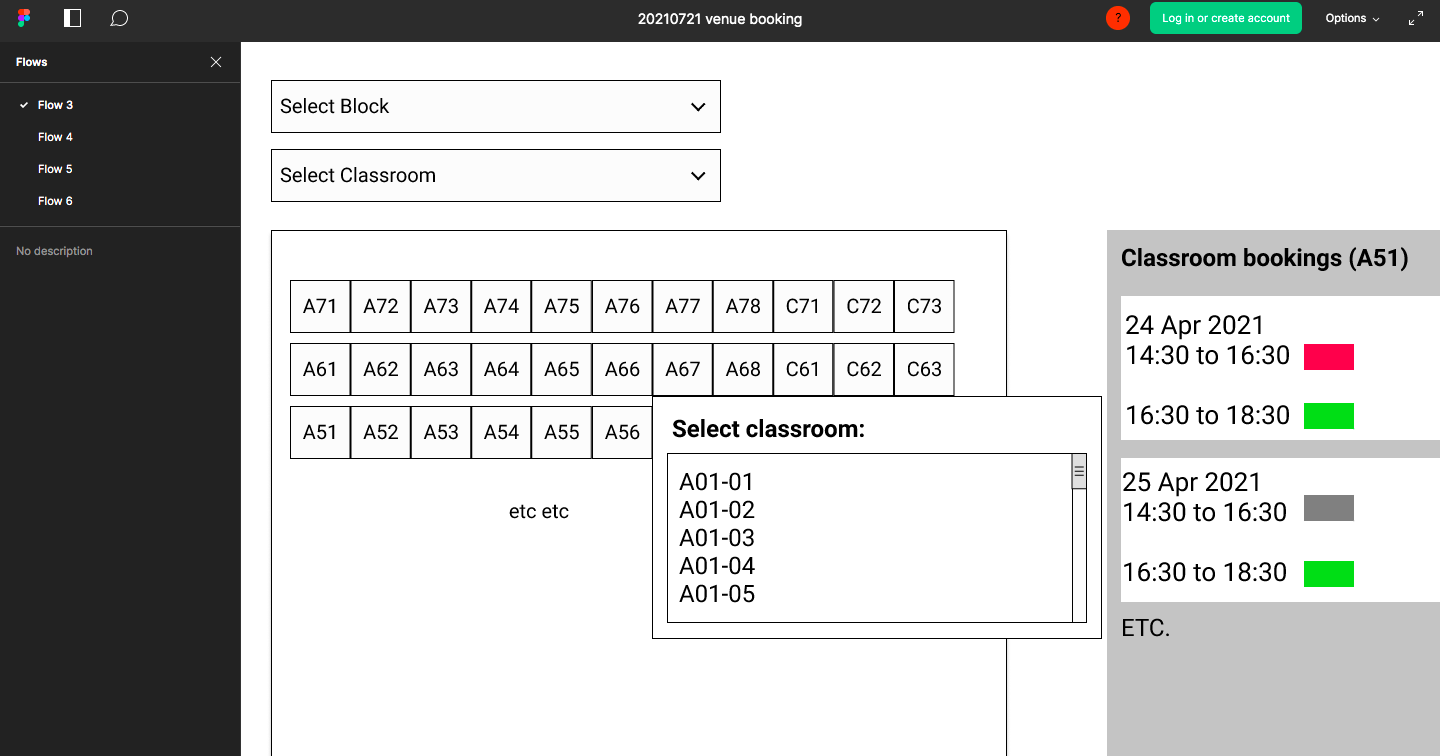 20210721 venue booking
?
Log in or create account
Options
Flows
Flow 3
Flow 4
Flow 5
Flow 6
No description
Select Block
Select Classroom
A71 A72 A73 A74 A75 A76 A77 A78 C71 C72 C73
A61 A62 A63 A64 A65 A66 A67 A68 C61 C62 C63
A51 A52 A53 A54 A55 A56
etc etc
Select classroom:
A01-01
A01-02
A01-03
A01-04
A01-05
Classroom bookings (A51)
24 Apr 2021
14:30 to 16:30
16:30 to 18:30
25 Apr 2021
14:30 to 16:30
16:30 to 18:30
ETC.